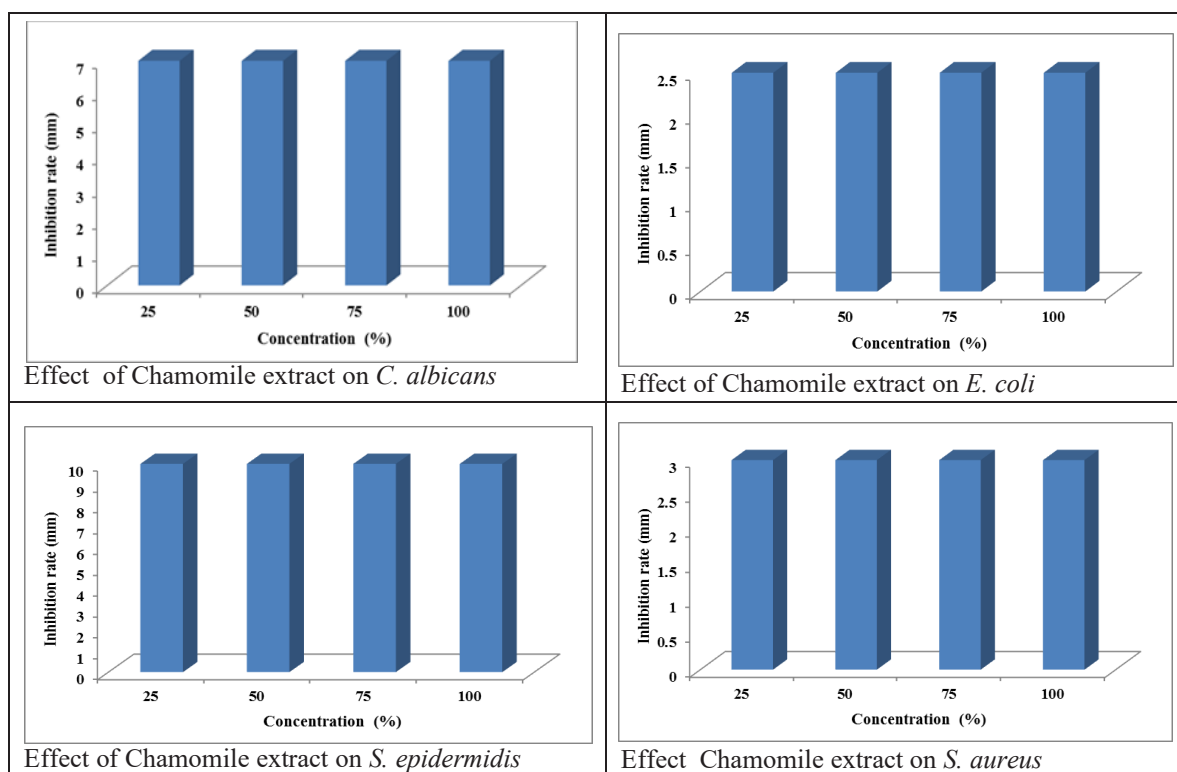 7
6
5
4
3
2
1
0
Inhibition rate (mm)
25 50 75 100
Concentration (%)
Effect of Chamomile extract on C. albicans
2.5
2
1.5
1
0.5
0
Inhibition rate (mm)
25 50 75 100
Concentration (%)
Effect of Chamomile extract on E. coli
10
9
8
7
6
5
4
3
2
1
0
Inhibition rate (mm)
25 50 75 100
Concentration (%)
Effect of Chamomile extract on S. epidermidis
3
2.5
2
1.5
1
0.5
0
Inhibition rate (mm)
25 50 75 100
Concentration (%)
Effect Chamomile extract on S. aureus